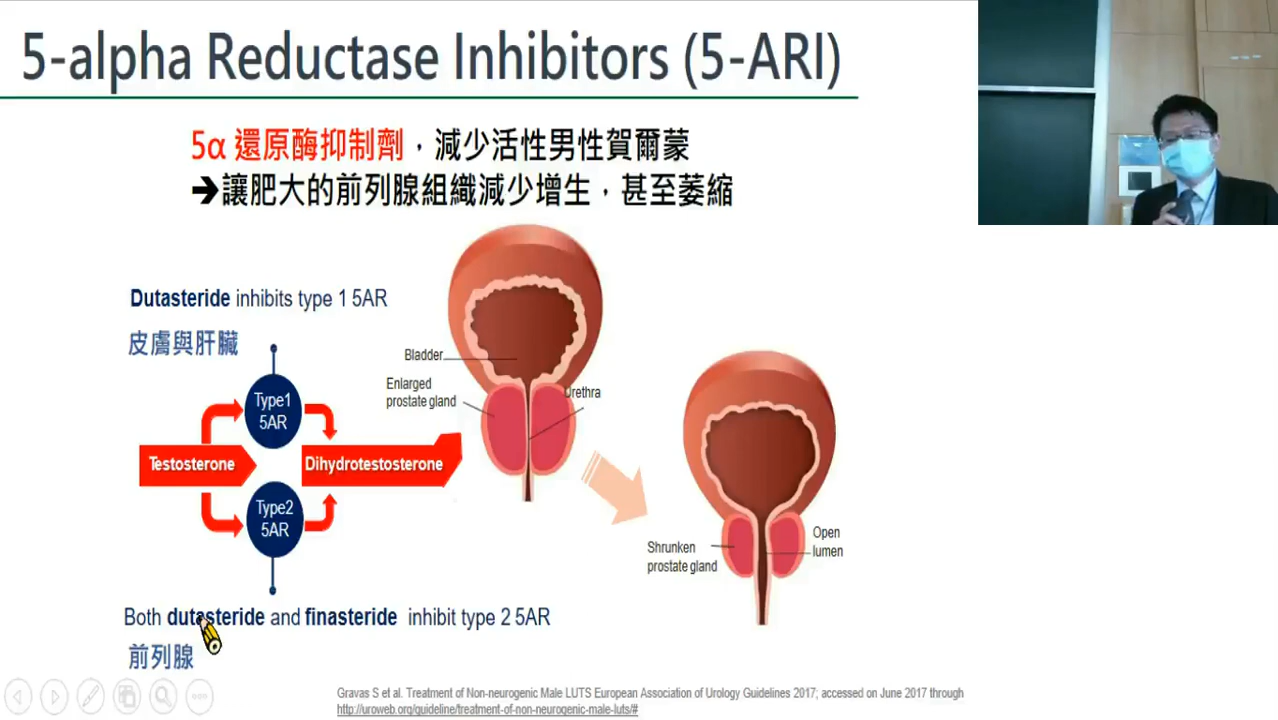 5-alpha Reductase Inhibitors (5-ARI)
5α 還原酶抑制劑，減少活性男性賀爾蒙
➔讓肥大的前列腺組織減少增生，甚至萎縮
Dutasteride inhibits type 1 5AR
皮膚與肝臟
Type1
5AR
Testosterone
Dihydrotestosterone
Type2
5AR
Both dutasteride and finasteride inhibit type 2 5AR
前列腺
Bladder
Enlarged
prostate gland
Urethra
Shrunken
prostate gland
Open
lumen
Gravas S et al. Treatment of Non-neurogenic Male LUTS European Association of Urology Guidelines 2017; accessed on June 2017 through
http://uroweb.org/guideline/treatment-of-non-neurogenic-male-luts/#